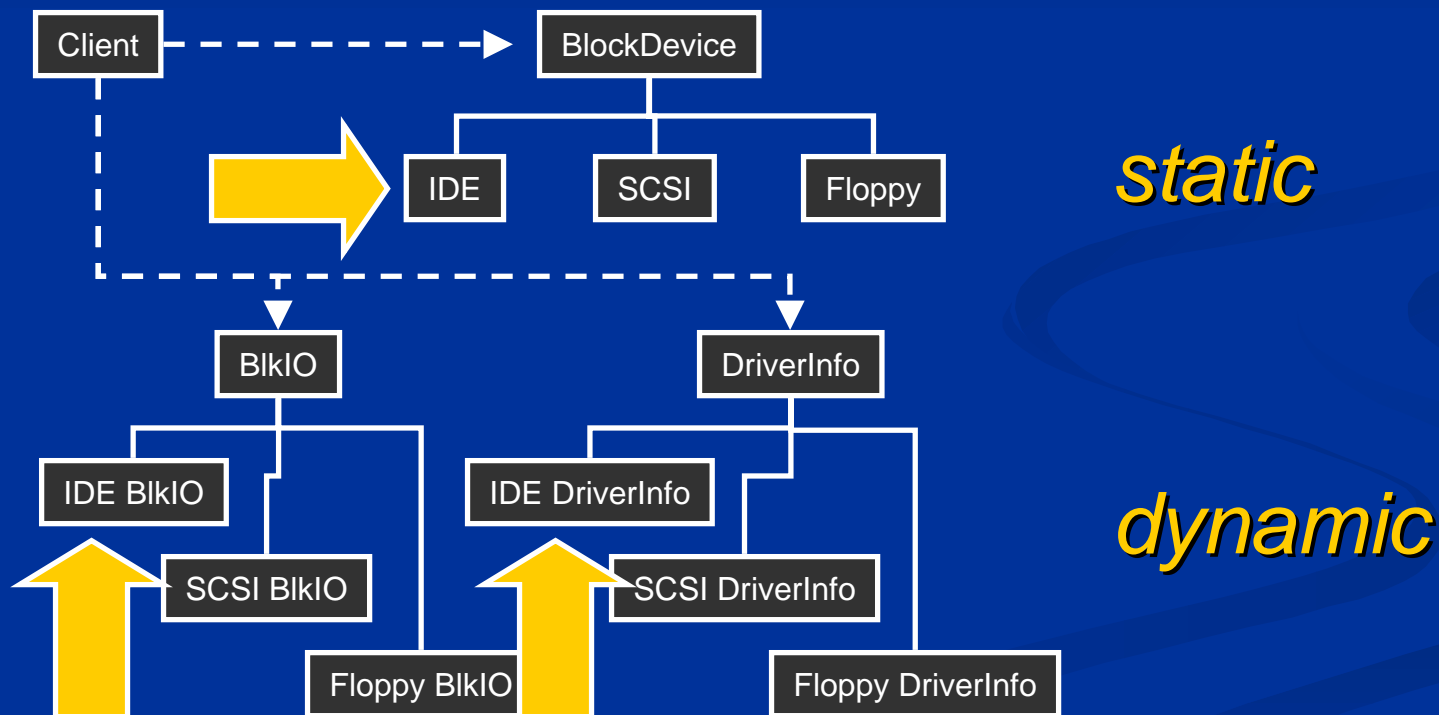 Client
BlockDevice
IDE
SCSI
Floppy
static
BlkIO
DriverInfo
IDE BlkIO
IDE DriverInfo
dynamic
SCSI BlkIO
SCSI DriverInfo
Floppy BlkIO
Floppy DriverInfo